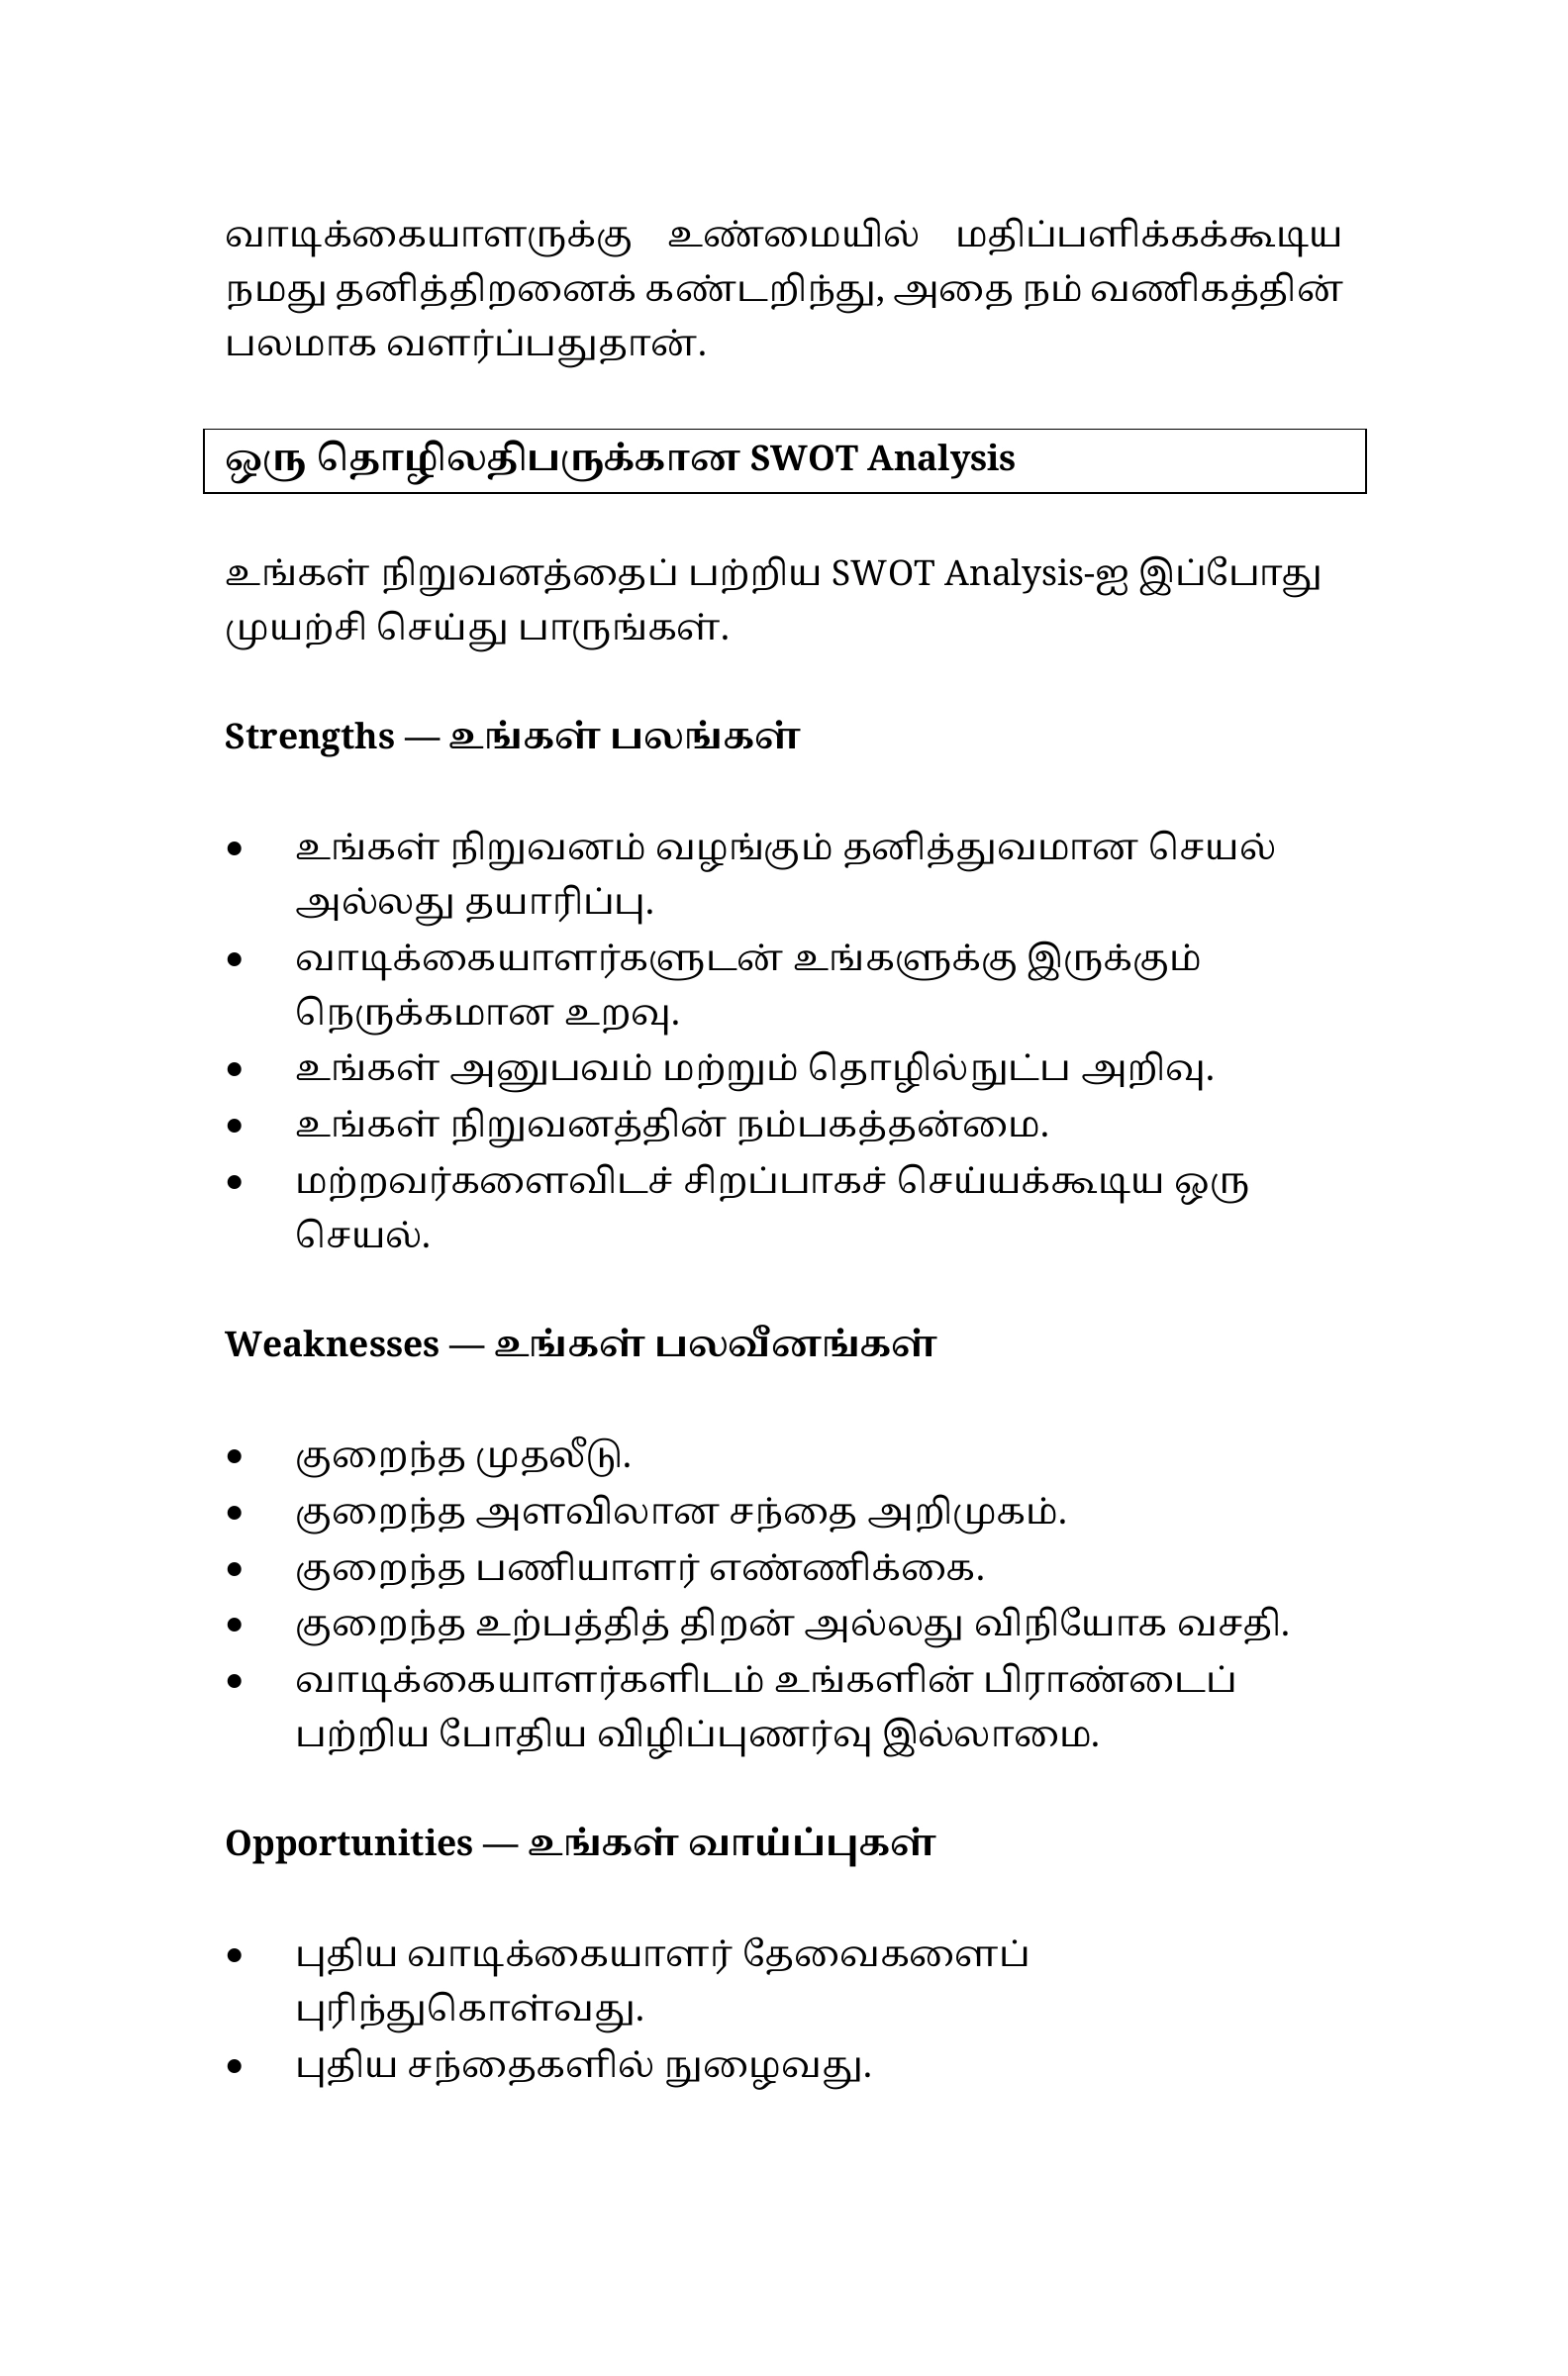 வாடிக்கையாளருக்கு உண்மையில் மதிப்பளிக்கக்கூடிய
நமது தனித்திறனைக் கண்டறிந்து, அதை நம் வணிகத்தின்
பலமாக வளர்ப்பதுதான்.
ஒரு தொழிலதிபருக்கான SWOT Analysis
உங்கள் நிறுவனத்தைப் பற்றிய SWOT Analysis-ஐ இப்போது
முயற்சி செய்து பாருங்கள்.
Strengths — உங்கள் பலங்கள்
● உங்கள் நிறுவனம் வழங்கும் தனித்துவமான செயல்
அல்லது தயாரிப்பு.
● வாடிக்கையாளர்களுடன் உங்களுக்கு இருக்கும்
நெருக்கமான உறவு.
● உங்கள் அனுபவம் மற்றும் தொழில்நுட்ப அறிவு.
● உங்கள் நிறுவனத்தின் நம்பகத்தன்மை.
● மற்றவர்களைவிடச் சிறப்பாகச் செய்யக்கூடிய ஒரு
செயல்.
Weaknesses — உங்கள் பலவீனங்கள்
● குறைந்த முதலீடு.
● குறைந்த அளவிலான சந்தை அறிமுகம்.
● குறைந்த பணியாளர் எண்ணிக்கை.
● குறைந்த உற்பத்தித் திறன் அல்லது விநியோக வசதி.
● வாடிக்கையாளர்களிடம் உங்களின் பிராண்டைப்
பற்றிய போதிய விழிப்புணர்வு இல்லாமை.
Opportunities — உங்கள் வாய்ப்புகள்
● புதிய வாடிக்கையாளர் தேவைகளைப்
புரிந்துகொள்வது.
● புதிய சந்தைகளில் நுழைவது.